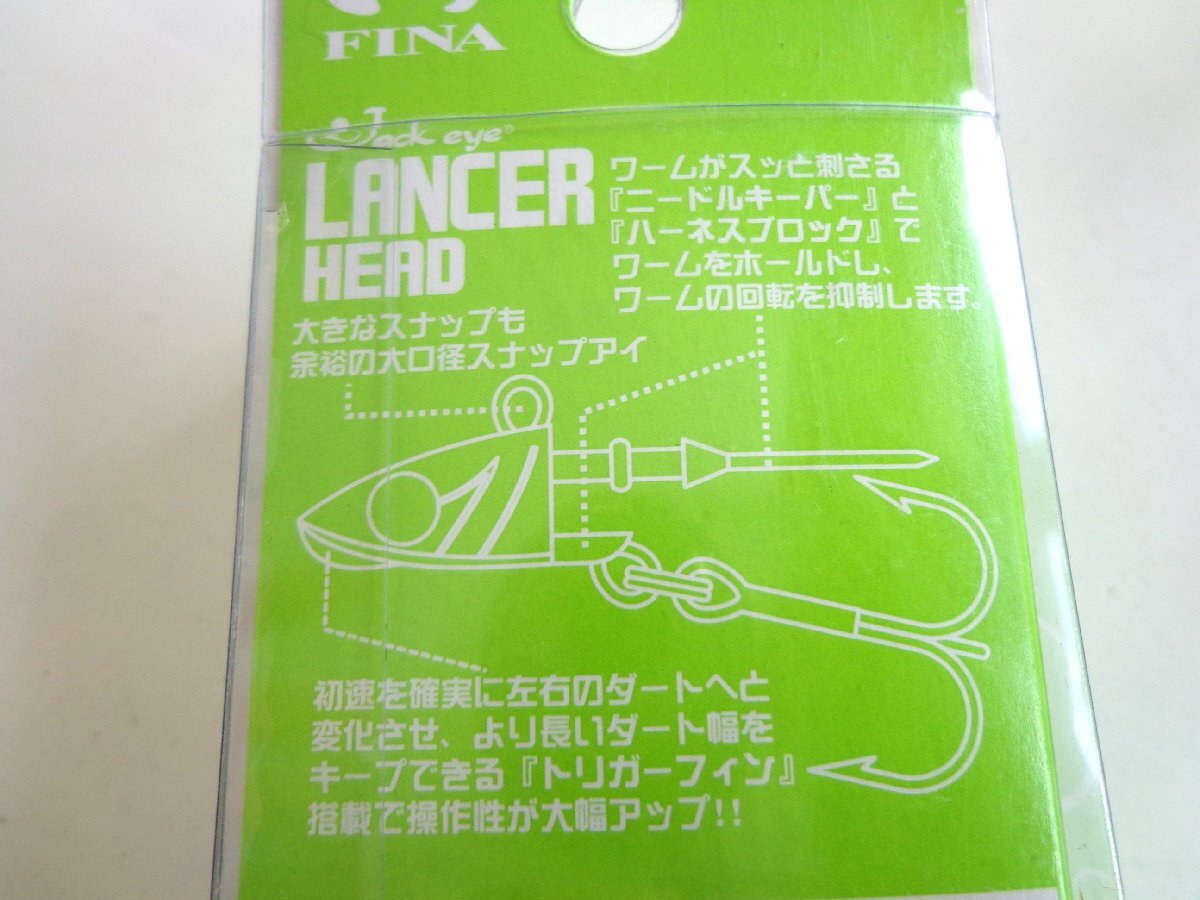 FINA
Jack eye®
LANCER
HEAD
ワームがスッと刺さる
『ニードルキーパー』と
『ハーネスブロック』で
ワームをホールドし、
ワームの回転を抑制します。
大きなスナップも
余裕の大口径スナップアイ
初速を確実に左右のダートへと
変化させ、より長いダート幅を
キープできる『トリガーフィン』
搭載で操作性が大幅アップ!!